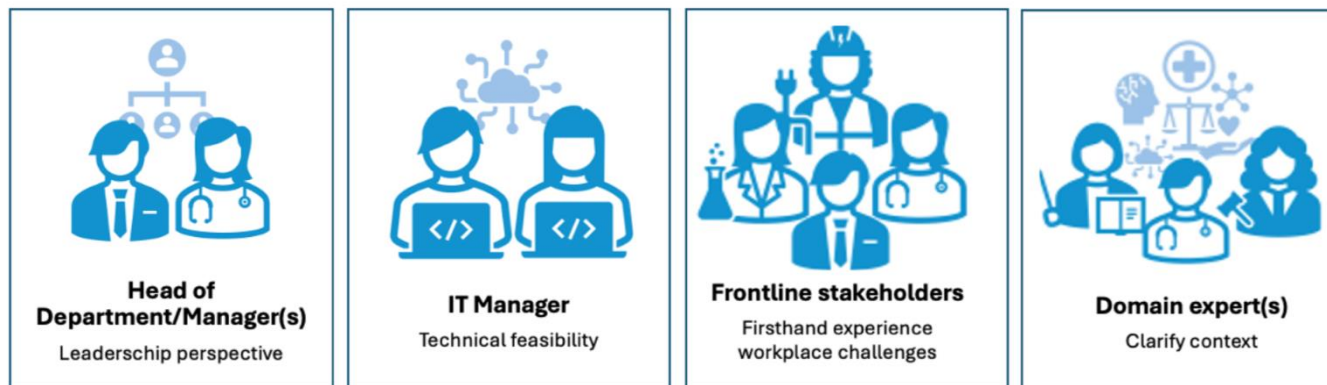 </>
</>
Head of
Department/Manager(s)
Leaderschip perspective
IT Manager
Technical feasibility
Frontline stakeholders
Firsthand experience
workplace challenges
Domain expert(s)
Clarify context